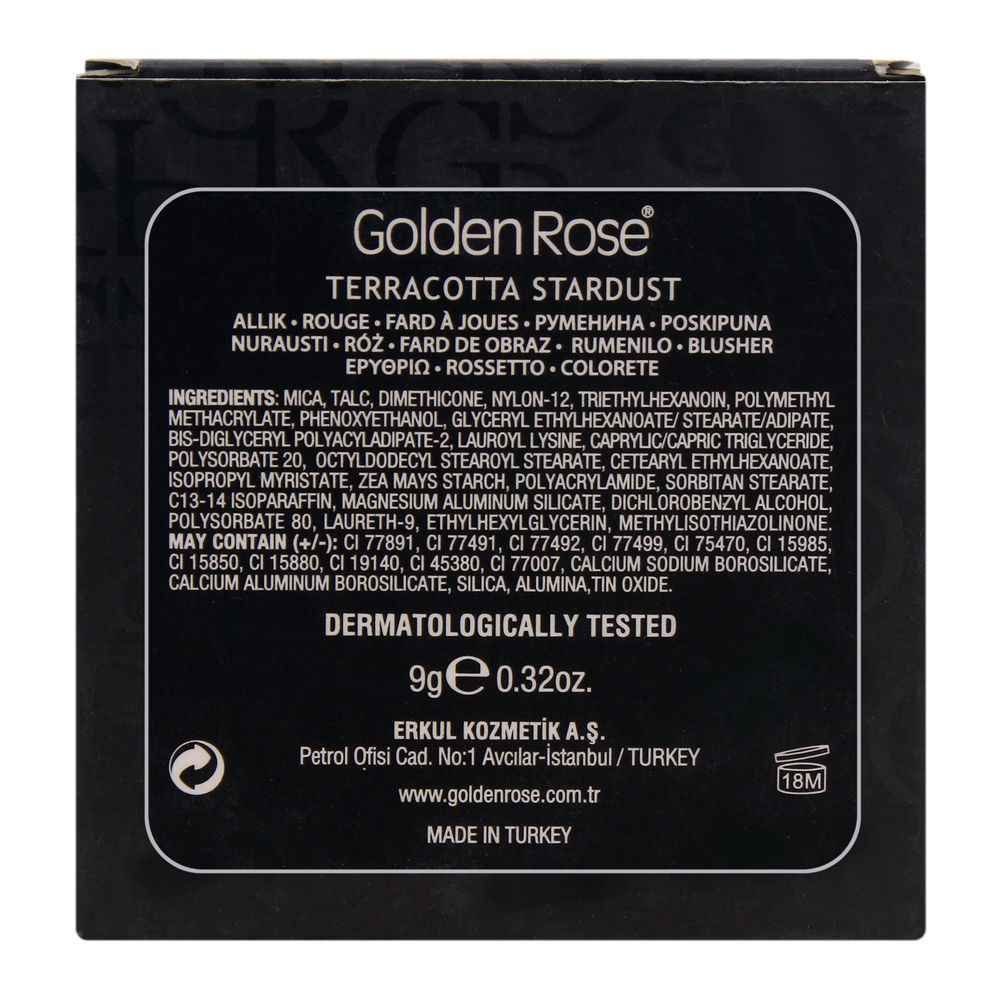 Golden Rose®
TERRACOTTA STARDUST
ALLIK • ROUGE • FARD À JOUES • РУМЕНИНА • POSKIPUNA
NURAUSTI • RÓŻ • FARD DE OBRAZ • RUMENILO • BLUSHER
ΕΡΥΘΡΙΩ • ROSSETTO • COLORETE
INGREDIENTS: MICA, TALC, DIMETHICONE, NYLON-12, TRIETHYLHEXANOIN, POLYMETHYL
METHACRYLATE, PHENOXYETHANOL, GLYCERYL ETHYLHEXANOATE/ STEARATE/ADIPATE,
BIS-DIGLYCERYL POLYACYLADIPATE-2, LAUROYL LYSINE, CAPRYLIC/CAPRIC TRIGLYCERIDE,
POLYSORBATE 20, OCTYLDODECYL STEAROYL STEARATE, CETEARYL ETHYLHEXANOATE,
ISOPROPYL MYRISTATE, ZEA MAYS STARCH, POLYACRYLAMIDE, SORBITAN STEARATE,
C13-14 ISOPARAFFIN, MAGNESIUM ALUMINUM SILICATE, DICHLOROBENZYL ALCOHOL,
POLYSORBATE 80, LAURETH-9, ETHYLHEXYLGLYCERIN, METHYLISOTHIAZOLINONE.
MAY CONTAIN (+/-): CI 77891, CI 77491, CI 77492, CI 77499, CI 75470, CI 15985,
CI 15850, CI 15880, CI 19140, CI 45380, CI 77007, CALCIUM SODIUM BOROSILICATE,
CALCIUM ALUMINUM BOROSILICATE, SILICA, ALUMINA,TIN OXIDE.
DERMATOLOGICALLY TESTED
9g℮ 0.32oz.
ERKUL KOZMETİK A.Ş.
Petrol Ofisi Cad. No:1 Avcılar-İstanbul / TURKEY
www.goldenrose.com.tr
18M
MADE IN TURKEY